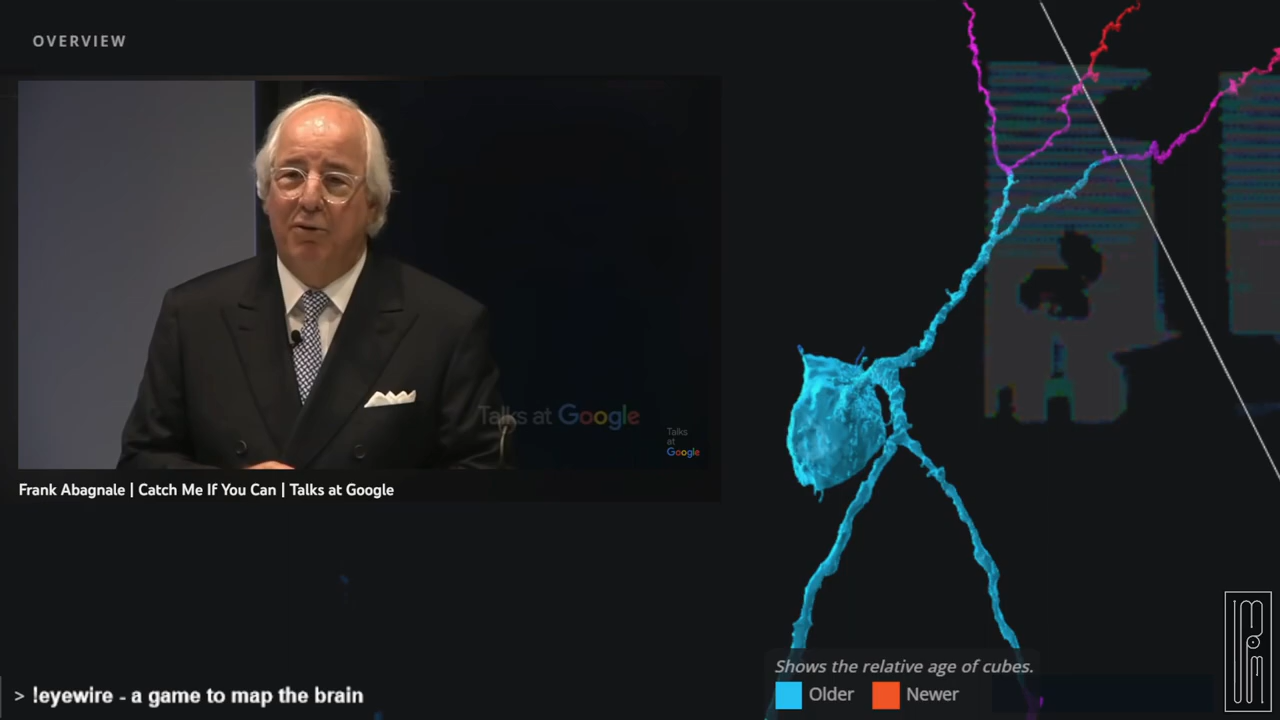 OVERVIEW
Talks at Google
Talks
at
Google
Frank Abagnale | Catch Me If You Can | Talks at Google
Shows the relative age of cubes.
Older
Newer
> !eyewire - a game to map the brain